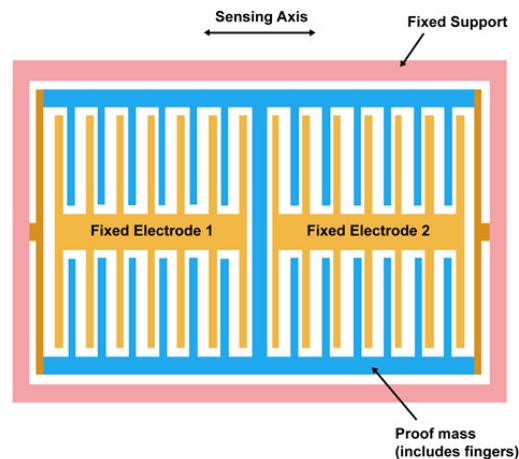 Sensing Axis
Fixed Support
Fixed Electrode 1
Fixed Electrode 2
Proof mass
(includes fingers)